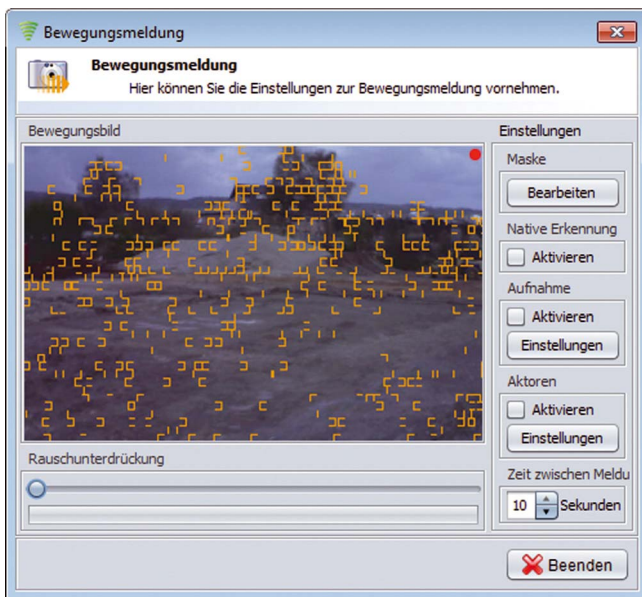 Bewegungsmeldung
Bewegungsmeldung
Hier können Sie die Einstellungen zur Bewegungsmeldung vornehmen.
Bewegungsbild
Einstellungen
Maske
Bearbeiten
Native Erkennung
Aktivieren
Aufnahme
Aktivieren
Einstellungen
Aktoren
Aktivieren
Einstellungen
Rauschunterdrückung
Zeit zwischen Meldu
10 Sekunden
Beenden